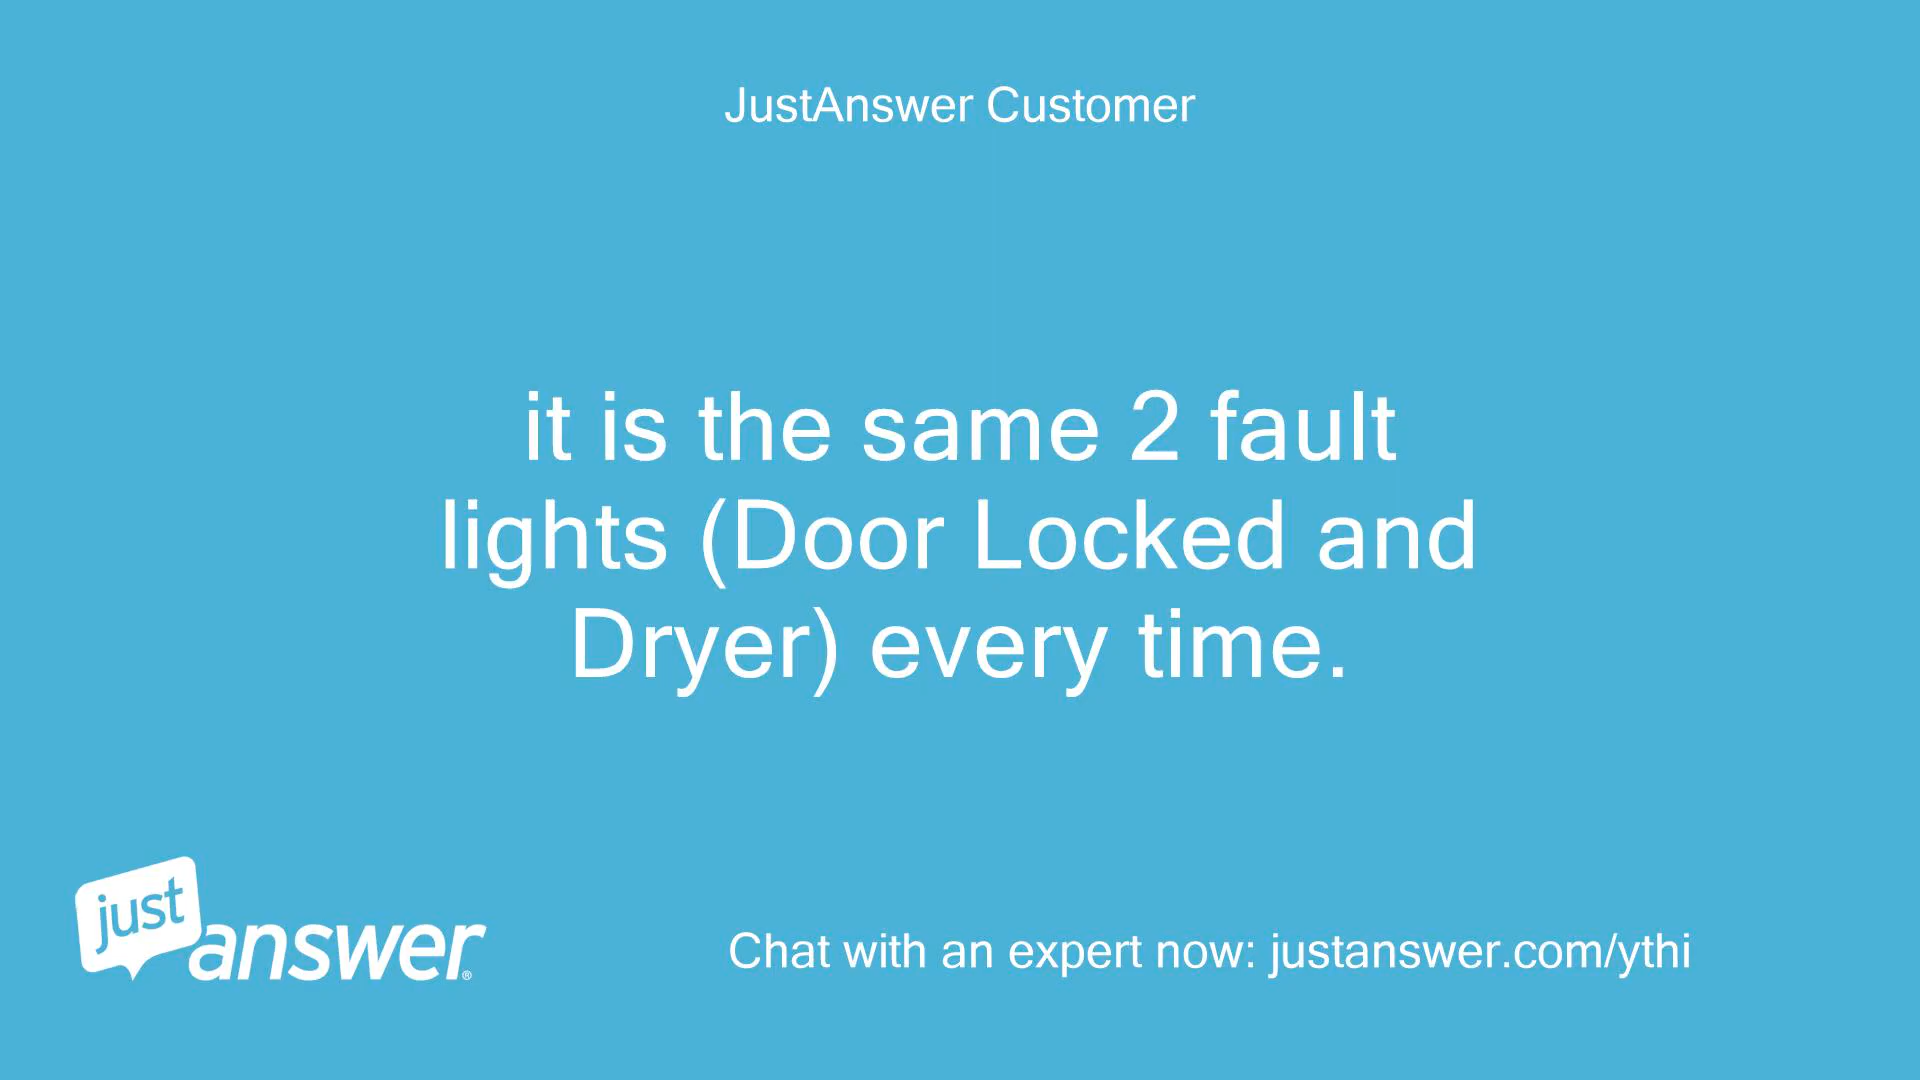 JustAnswer Customer
it is the same 2 fault
lights (Door Locked and
Dryer) every time.
just
answer®
Chat with an expert now: justanswer.com/ythi